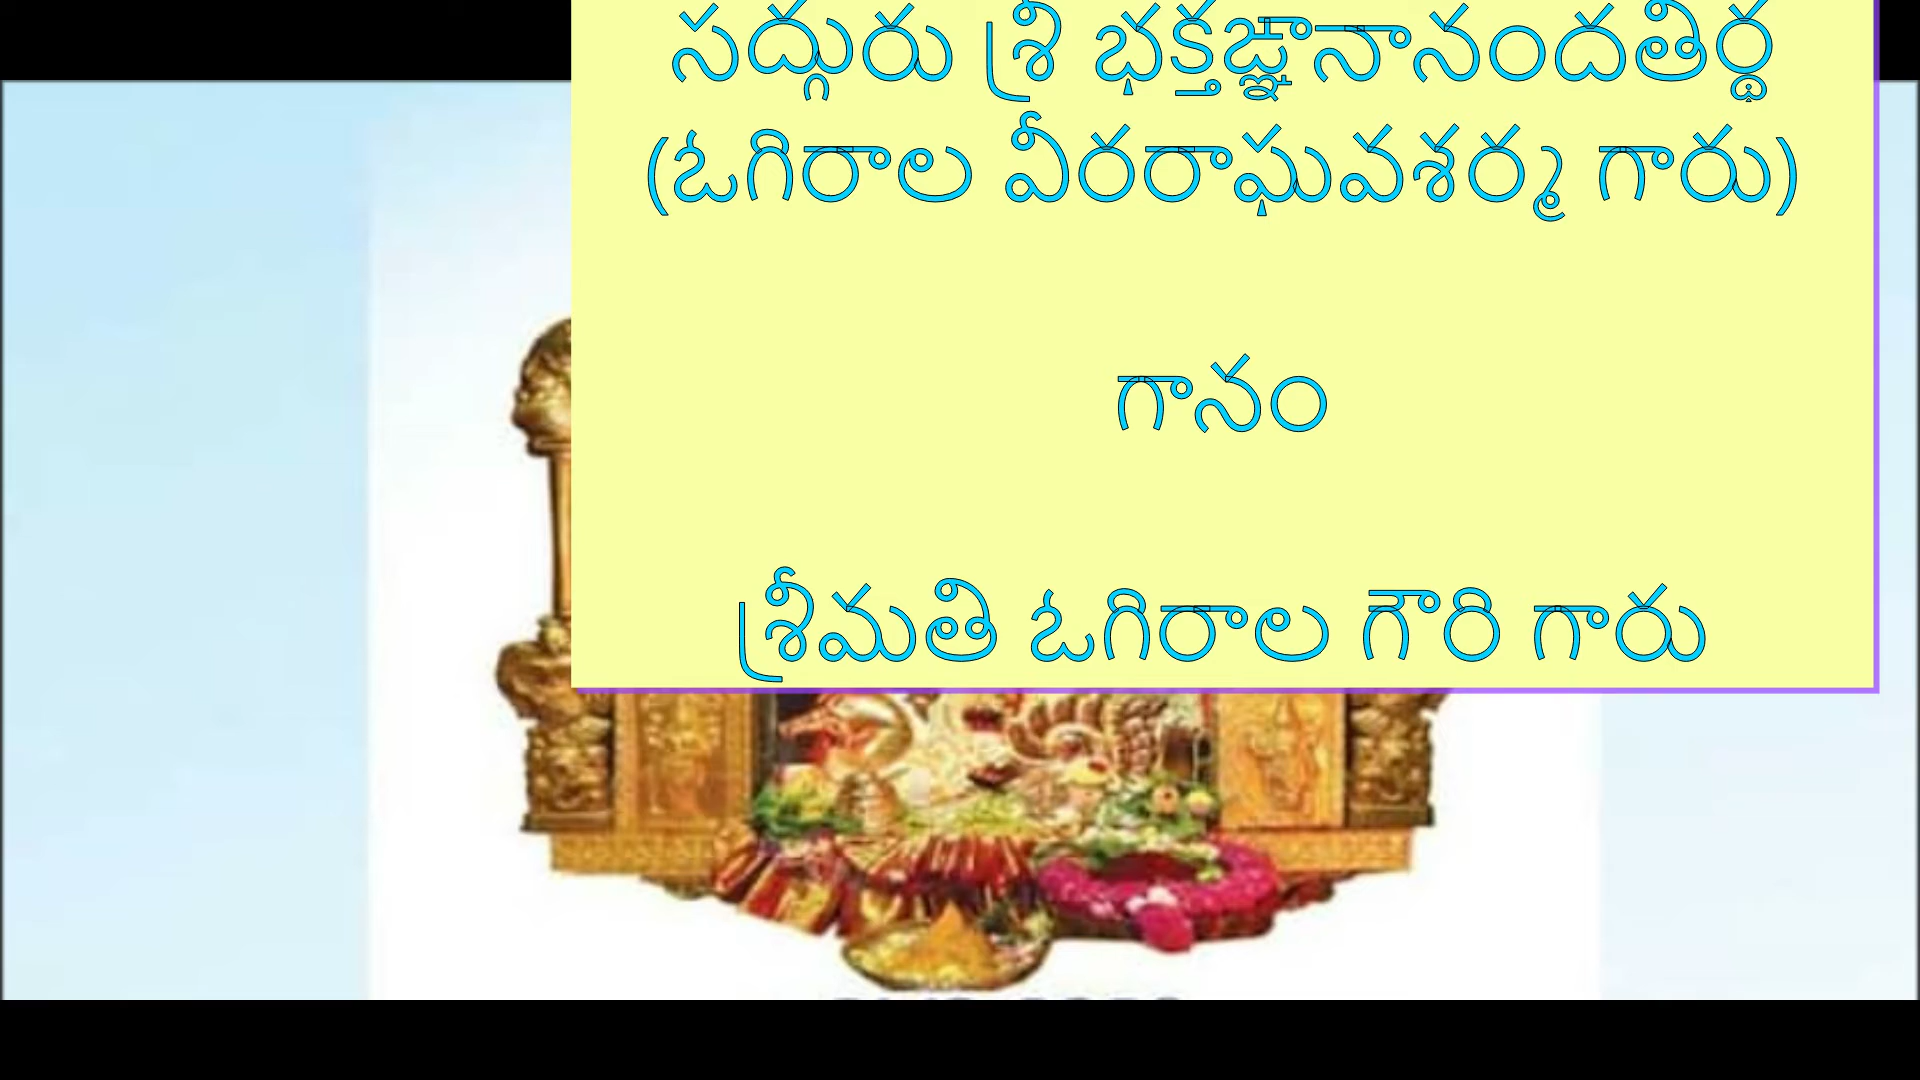 సద్గురు శ్రీ భక్తజ్ఞానానందతీర్థ
(ఓగిరాల వీరరాఘవశర్మ గారు)
గానం
శ్రీమతి ఓగిరాల గౌరి గారు